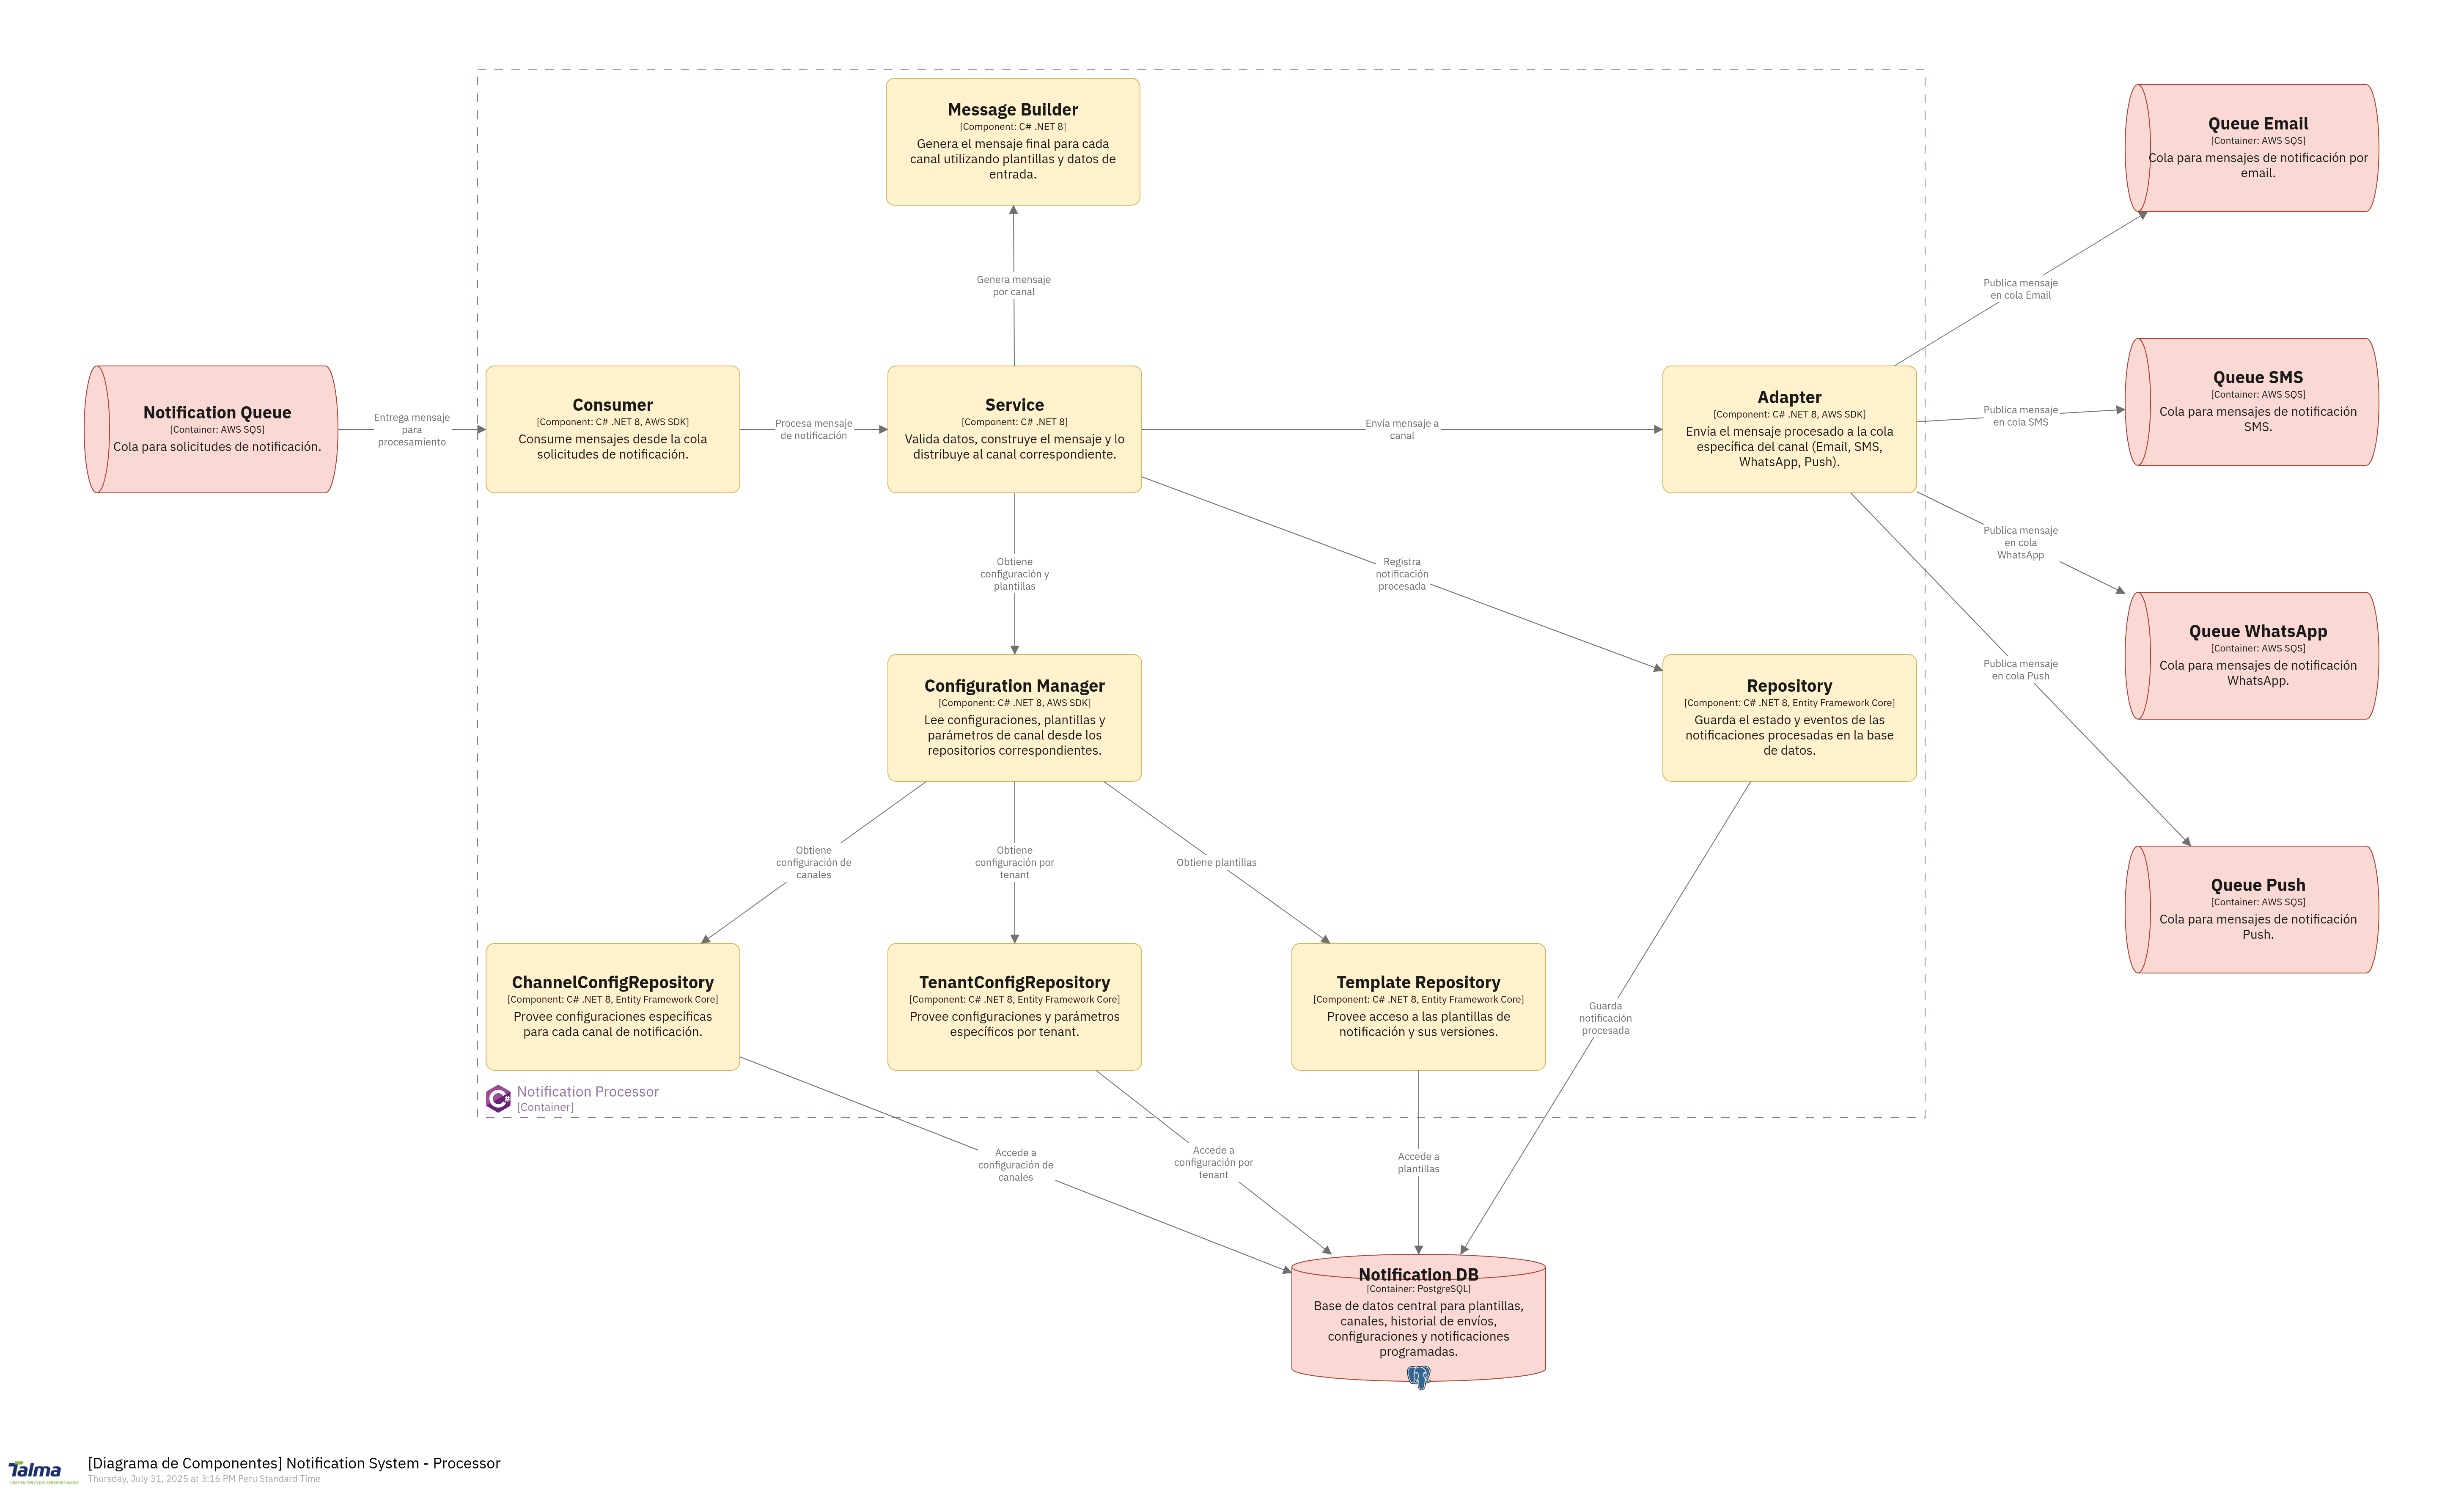 Message Builder
[Component: C# .NET 8]
Genera el mensaje final para cada
canal utilizando plantillas y datos de
entrada.
Queue Email
[Container: AWS SQS]
Cola para mensajes de notificación por
email.
Genera mensaje
por canal
Publica mensaje
en cola Email
Notification Queue
[Container: AWS SQS]
Cola para solicitudes de notificación.
Entrega mensaje
para
procesamiento
Consumer
[Component: C# .NET 8, AWS SDK]
Consume mensajes desde la cola
solicitudes de notificación.
Procesa mensaje
de notificación
Service
[Component: C# .NET 8]
Valida datos, construye el mensaje y lo
distribuye al canal correspondiente.
Envía mensaje a
canal
Adapter
[Component: C# .NET 8, AWS SDK]
Envía el mensaje procesado a la cola
específica del canal (Email, SMS,
WhatsApp, Push).
Publica mensaje
en cola SMS
Queue SMS
[Container: AWS SQS]
Cola para mensajes de notificación
SMS.
Obtiene
configuración y
plantillas
Registra
notificación
procesada
Publica mensaje
en cola
WhatsApp
Queue WhatsApp
[Container: AWS SQS]
Cola para mensajes de notificación
WhatsApp.
Publica mensaje
en cola Push
Configuration Manager
[Component: C# .NET 8, AWS SDK]
Lee configuraciones, plantillas y
parámetros de canal desde los
repositorios correspondientes.
Repository
[Component: C# .NET 8, Entity Framework Core]
Guarda el estado y eventos de las
notificaciones procesadas en la base
de datos.
Obtiene
configuración de
canales
Obtiene
configuración por
tenant
Obtiene plantillas
Queue Push
[Container: AWS SQS]
Cola para mensajes de notificación
Push.
ChannelConfigRepository
[Component: C# .NET 8, Entity Framework Core]
Provee configuraciones específicas
para cada canal de notificación.
TenantConfigRepository
[Component: C# .NET 8, Entity Framework Core]
Provee configuraciones y parámetros
específicos por tenant.
Template Repository
[Component: C# .NET 8, Entity Framework Core]
Provee acceso a las plantillas de
notificación y sus versiones.
Guarda
notificación
procesada
Notification Processor
[Container]
Accede a
configuración de
canales
Accede a
configuración por
tenant
Accede a
plantillas
Notification DB
[Container: PostgreSQL]
Base de datos central para plantillas,
canales, historial de envíos,
configuraciones y notificaciones
programadas.
Talma
LÍDER EN SERVICIOS AEROPORTUARIOS
[Diagrama de Componentes] Notification System - Processor
Thursday, July 31, 2025 at 3:16 PM Peru Standard Time